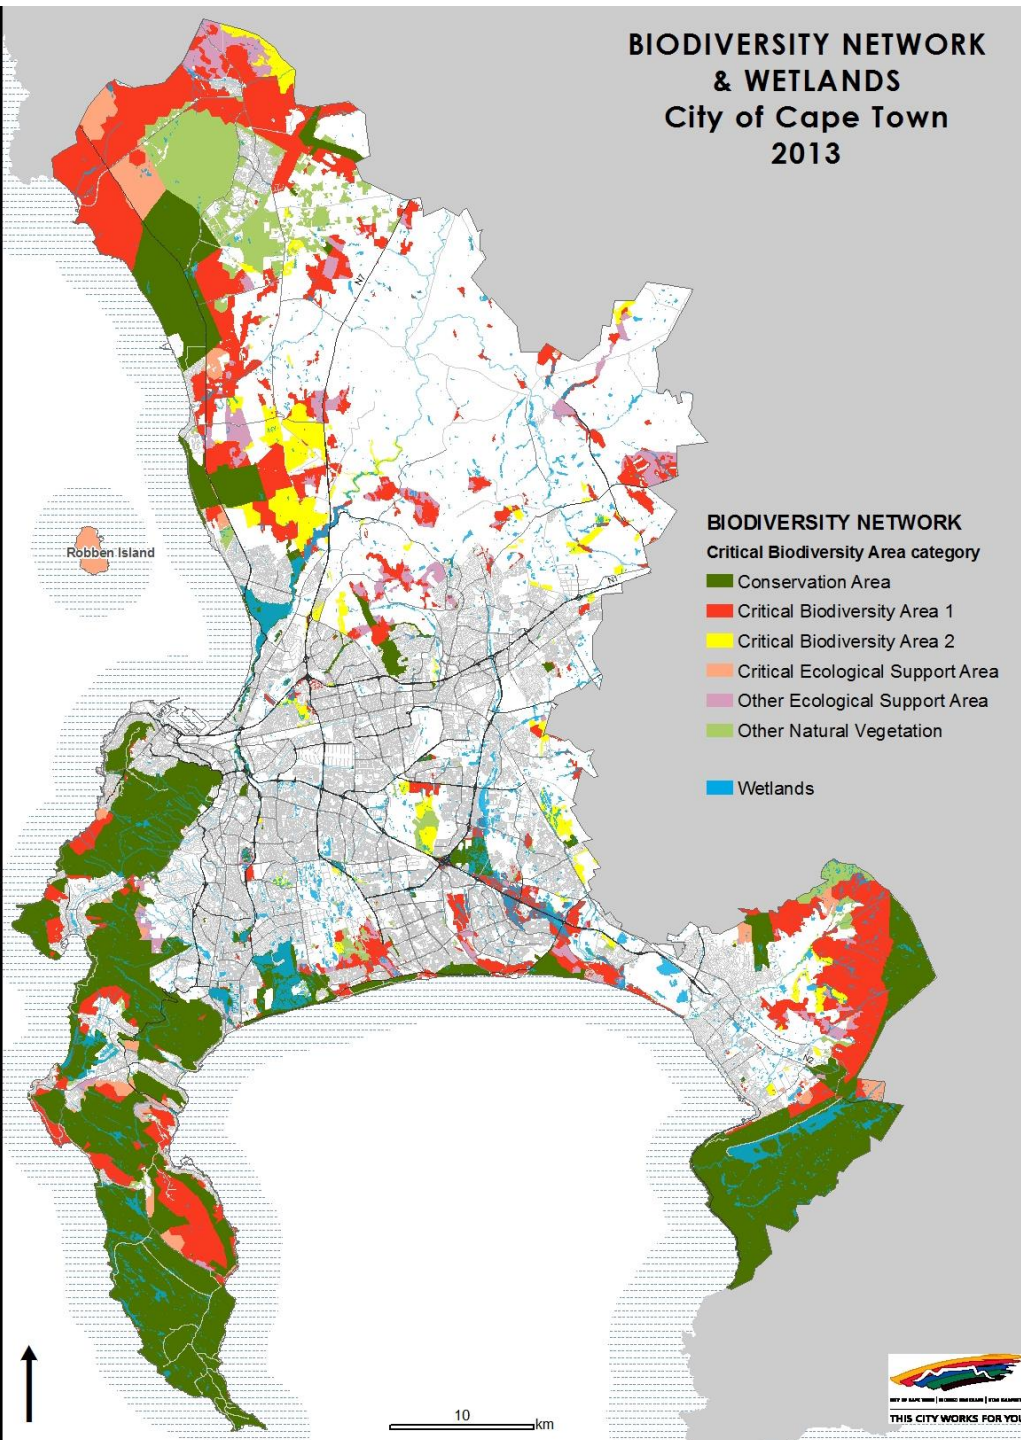 BIODIVERSITY NETWORK
& WETLANDS
City of Cape Town
2013
N7
Robben Island
N1
BIODIVERSITY NETWORK
Critical Biodiversity Area category
Conservation Area
Critical Biodiversity Area 1
Critical Biodiversity Area 2
Critical Ecological Support Area
Other Ecological Support Area
Other Natural Vegetation
Wetlands
N2
10
km
THIS CITY WORKS FOR YOU